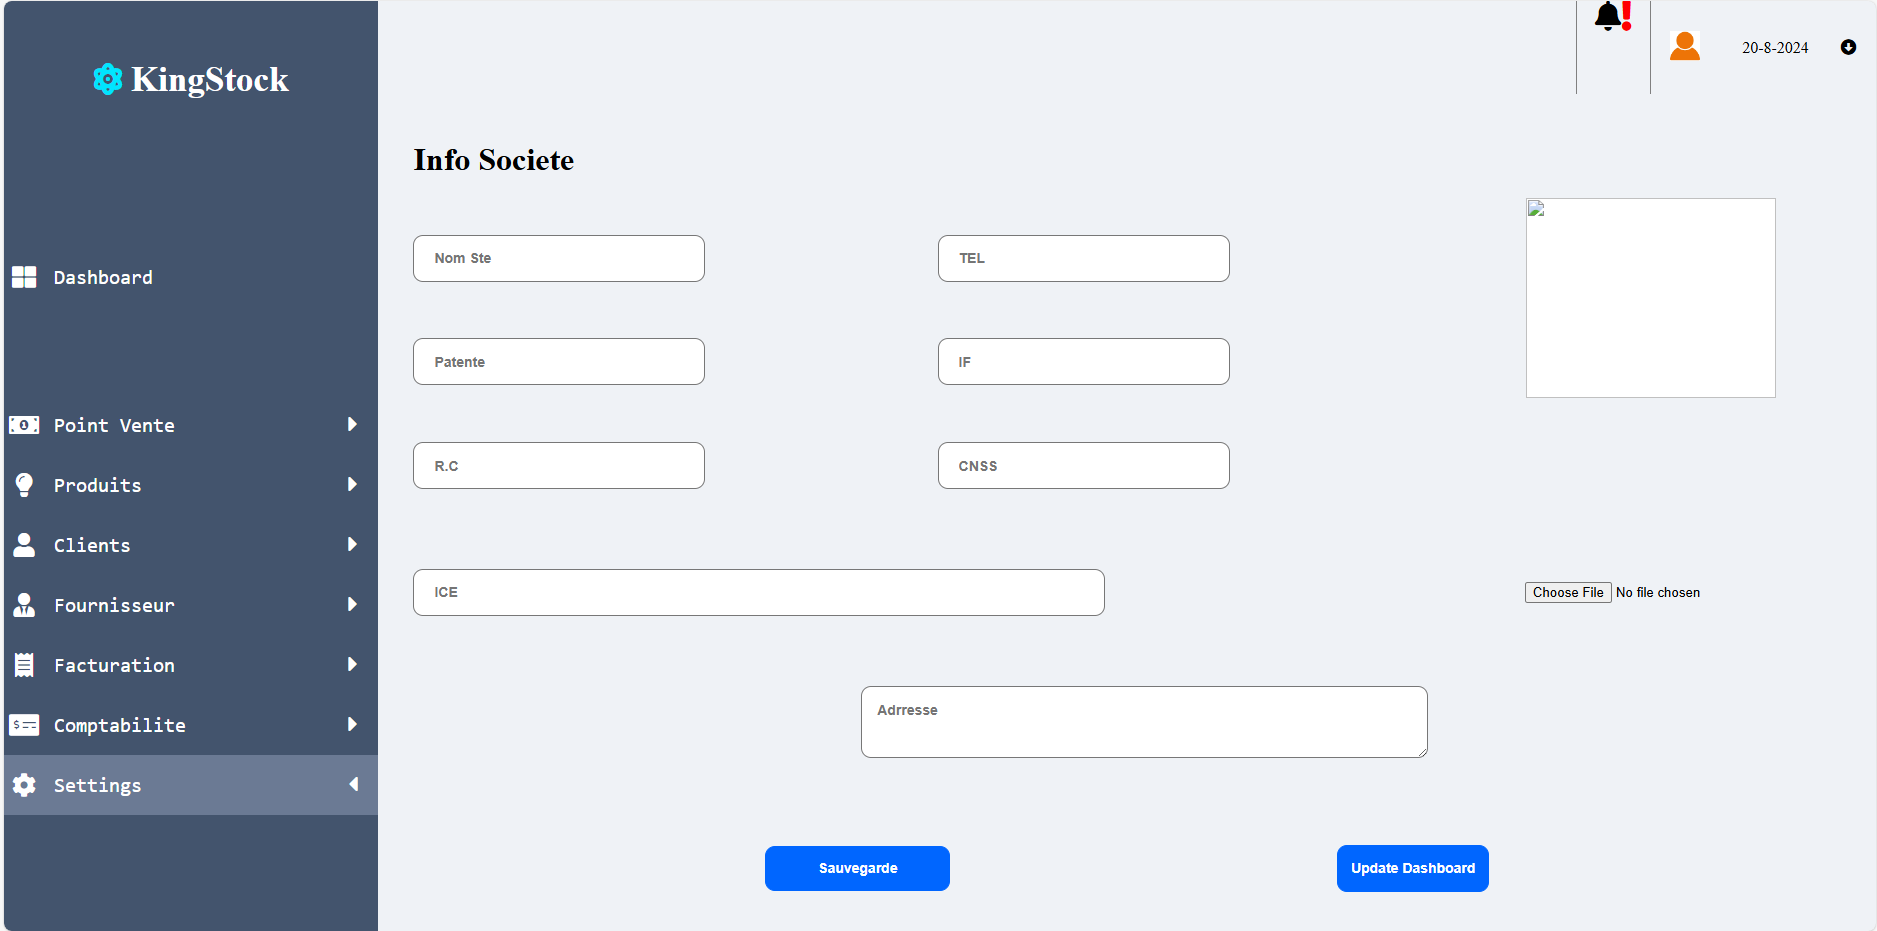 KingStock
20-8-2024
Info Societe
Nom Ste
TEL
Dashboard
Patente
IF
Point Vente
R.C
CNSS
Produits
Clients
ICE
Choose File No file chosen
Fournisseur
Facturation
Adrresse
Comptabilite
Settings
Sauvegarde
Update Dashboard